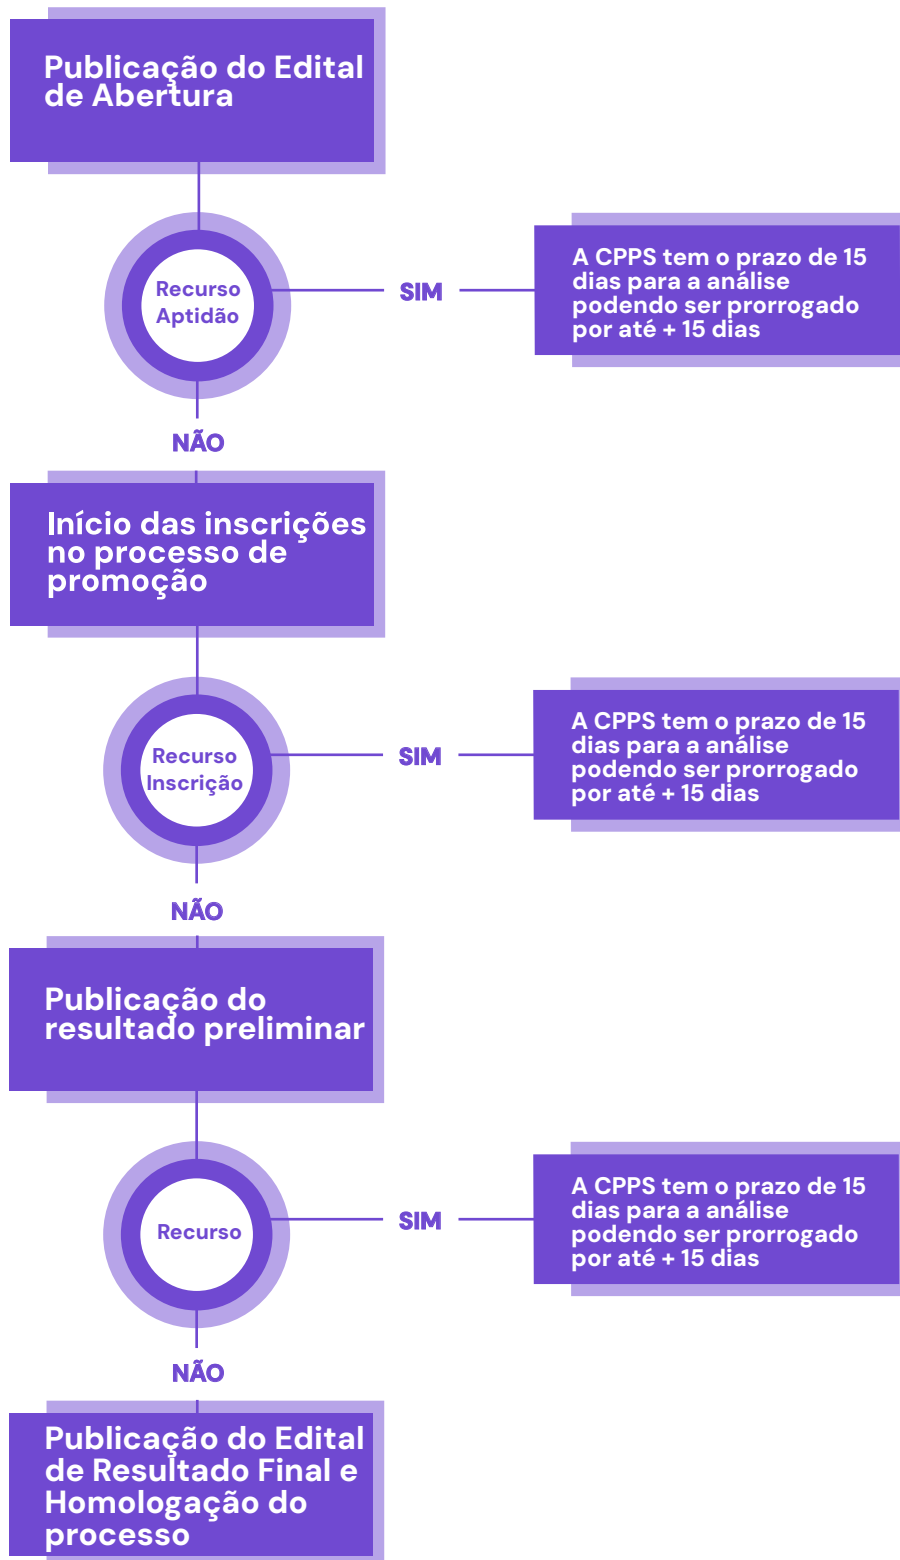 Publicação do Edital
de Abertura
Recurso
Aptidão
SIM
A CPPS tem o prazo de 15
dias para a análise
podendo ser prorrogado
por até + 15 dias
NÃO
Início das inscrições
no processo de
promoção
Recurso
Inscrição
SIM
A CPPS tem o prazo de 15
dias para a análise
podendo ser prorrogado
por até + 15 dias
NÃO
Publicação do
resultado preliminar
Recurso
SIM
A CPPS tem o prazo de 15
dias para a análise
podendo ser prorrogado
por até + 15 dias
NÃO
Publicação do Edital
de Resultado Final e
Homologação do
processo